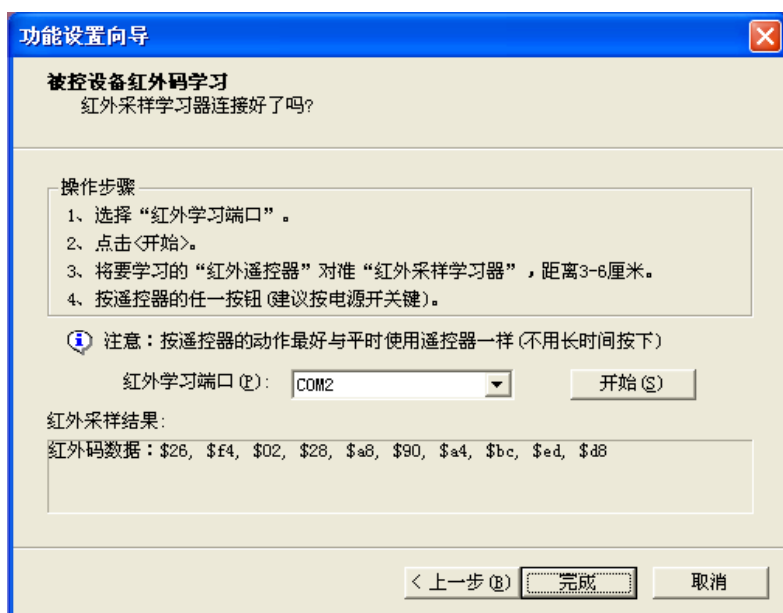 功能设置向导
被控设备红外码学习
红外采样学习器连接好了吗?
操作步骤
1、选择“红外学习端口”。
2、点击<开始>。
3、将要学习的“红外遥控器”对准“红外采样学习器”,距离3-6厘米。
4、按遥控器的任一按钮(建议按电源开关键)。
注意：按遥控器的动作最好与平时使用遥控器一样(不用长时间按下)
红外学习端口(P): COM2 开始(S)
红外采样结果:
红外码数据：$26, $f4, $02, $28, $a8, $90, $a4, $bc, $ed, $d8
< 上一步(B) 完成 取消